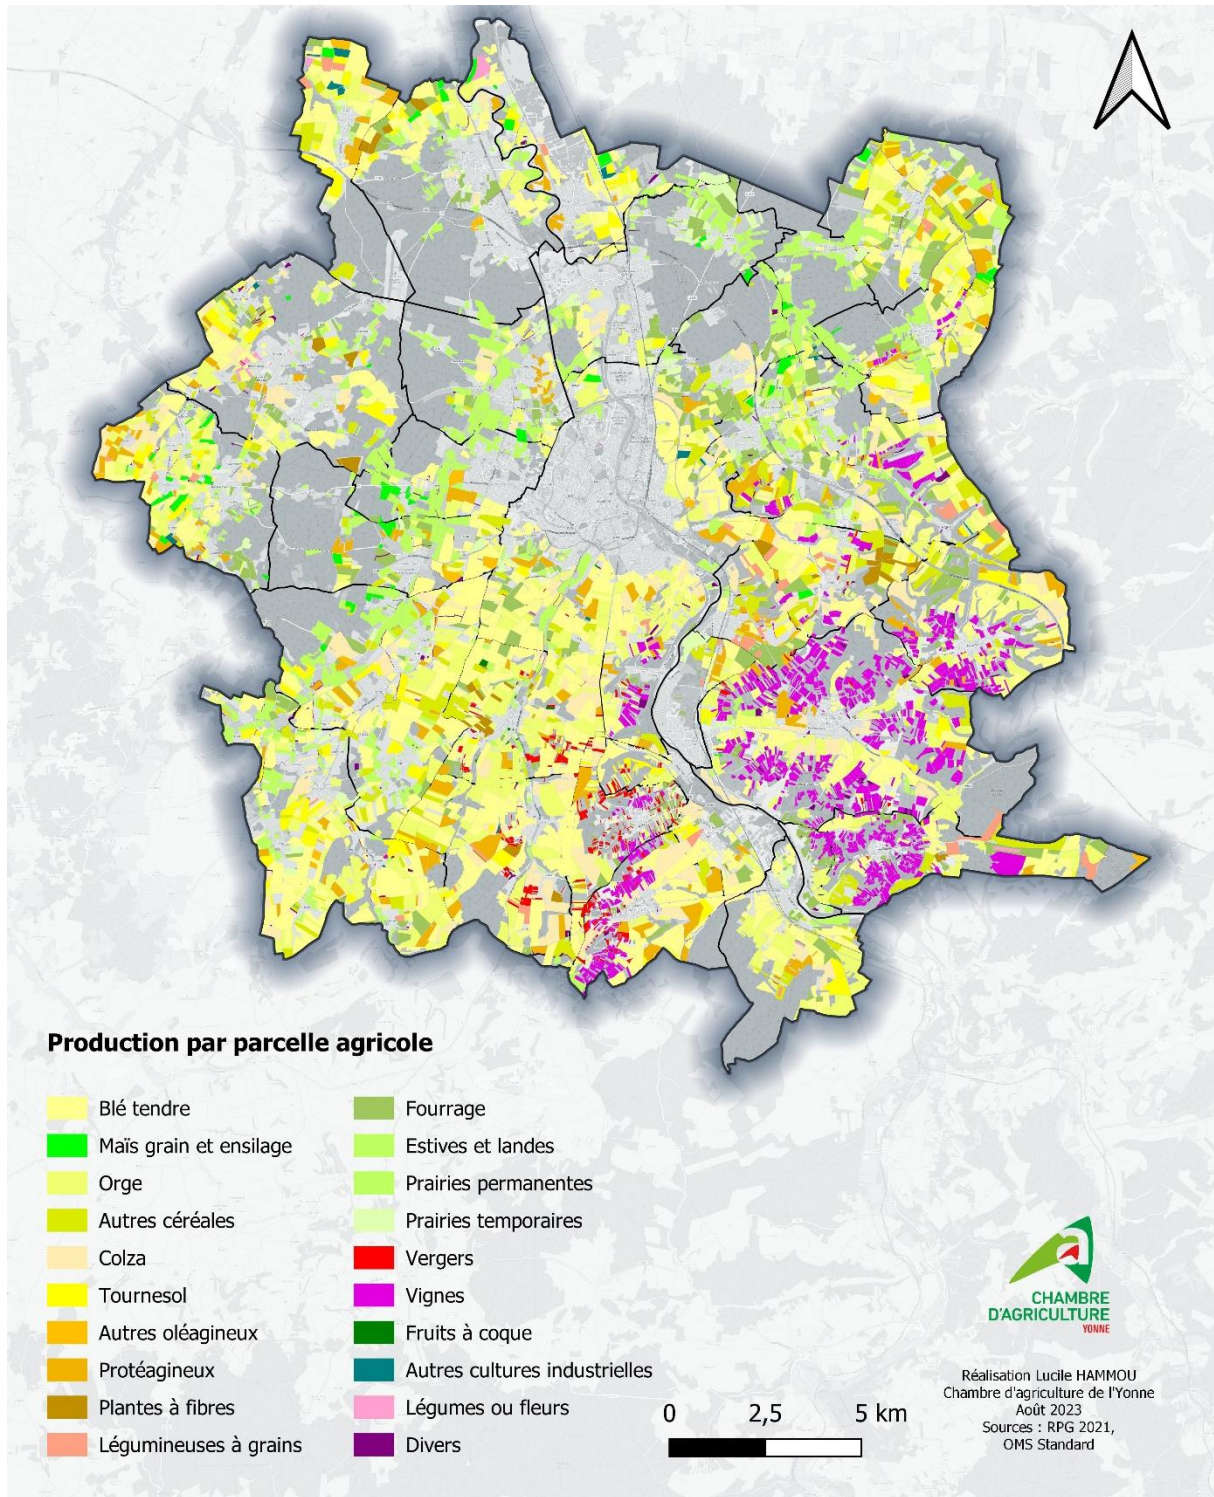 Production par parcelle agricole
Blé tendre
Maïs grain et ensilage
Orge
Autres céréales
Colza
Tournesol
Autres oléagineux
Protéagineux
Plantes à fibres
Légumineuses à grains
Fourrage
Estives et landes
Prairies permanentes
Prairies temporaires
Vergers
Vignes
Fruits à coque
Autres cultures industrielles
Légumes ou fleurs
Divers
0 2,5 5 km
CHAMBRE
D'AGRICULTURE
YONNE
Réalisation Lucile HAMMOU
Chambre d'agriculture de l'Yonne
Août 2023
Sources : RPG 2021,
OMS Standard